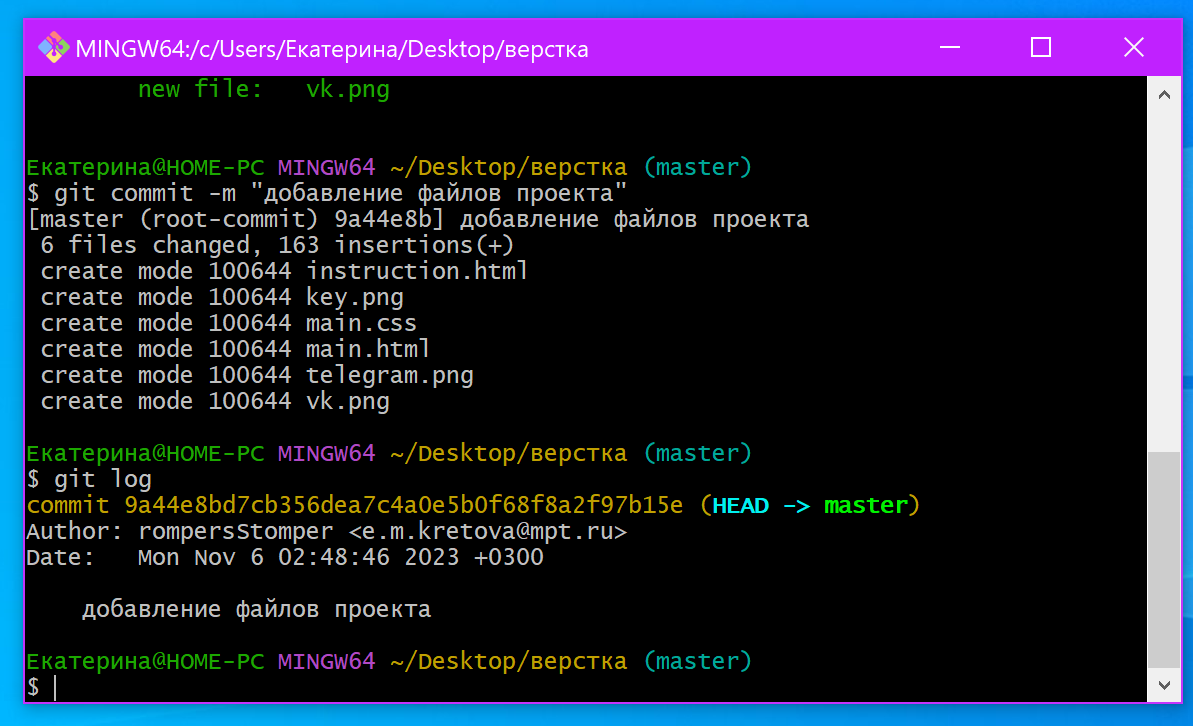 MINGW64:/c/Users/Екатерина/Desktop/верстка
new file:   vk.png
Екатерина@HOME-PC MINGW64 ~/Desktop/верстка (master)
$ git commit -m "добавление файлов проекта"
[master (root-commit) 9a44e8b] добавление файлов проекта
 6 files changed, 163 insertions(+)
 create mode 100644 instruction.html
 create mode 100644 key.png
 create mode 100644 main.css
 create mode 100644 main.html
 create mode 100644 telegram.png
 create mode 100644 vk.png
Екатерина@HOME-PC MINGW64 ~/Desktop/верстка (master)
$ git log
commit 9a44e8bd7cb356dea7c4a0e5b0f68f8a2f97b15e (HEAD -> master)
Author: rompersStomper <e.m.kretova@mpt.ru>
Date:   Mon Nov 6 02:48:46 2023 +0300
    добавление файлов проекта
Екатерина@HOME-PC MINGW64 ~/Desktop/верстка (master)
$